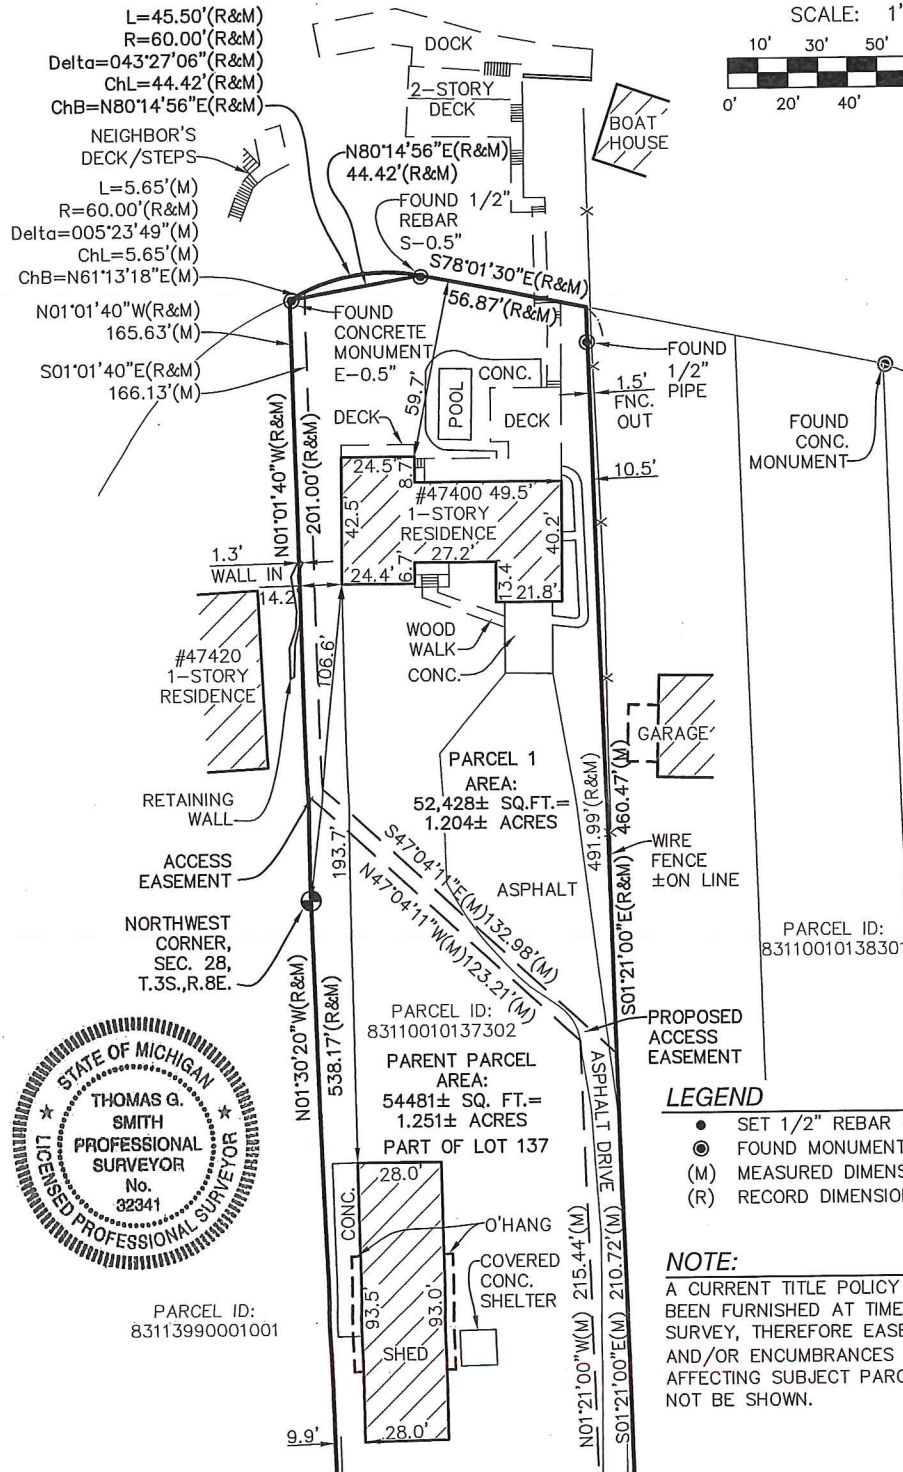 L=45.50'(R&M)
R=60.00'(R&M)
Delta=043°27'06"(R&M)
ChL=44.42'(R&M)
ChB=N80°14'56"E(R&M)
NEIGHBOR'S
DECK/STEPS
L=5.65'(M)
R=60.00'(R&M)
Delta=005°23'49"(M)
ChL=5.65'(M)
ChB=N61°13'18"E(M)
N01°01'40"W(R&M)
165.63'(M)
S01°01'40"E(R&M)
166.13'(M)
DOCK
2-STORY
DECK
SCALE: 1"
10' 30' 50'
0' 20' 40'
BOAT
HOUSE
N80°14'56"E(R&M)
44.42'(R&M)
FOUND 1/2"
REBAR
S-0.5"
S78°01'30"E(R&M)
56.87'(R&M)
FOUND
CONCRETE
MONUMENT
E-0.5"
FOUND
1/2"
PIPE
1.5'
FNC.
OUT
10.5'
FOUND
CONC.
MONUMENT
59.7'
POOL
CONC.
DECK
DECK
N01°01'40"W(R&M)
201.00'(R&M)
24.5'
8.7'
#47400 49.5'
1-STORY
RESIDENCE
42.5'
40.2'
27.2'
24.4'
6.7'
13.4'
21.8'
1.3'
WALL IN
14.2'
#47420
1-STORY
RESIDENCE
106.6'
WOOD
WALK
CONC.
GARAGE
PARCEL 1
AREA:
52,428± SQ.FT.=
1.204± ACRES
RETAINING
WALL
193.7'
491.99'(R&M)
460.47'(M)
S01°21'00"E(R&M)
WIRE
FENCE
±ON LINE
ACCESS
EASEMENT
S47°04'11"E(M)132.98'(M)
N47°04'11"W(M)123.21'(M)
ASPHALT
NORTHWEST
CORNER,
SEC. 28,
T.3S.,R.8E.
PARCEL ID:
83110010138301
N01°30'20"W(R&M)
538.17'(R&M)
PARCEL ID:
83110010137302
PARENT PARCEL
AREA:
54481± SQ. FT.=
1.251± ACRES
PART OF LOT 137
PROPOSED
ACCESS
EASEMENT
ASPHALT DRIVE
STATE OF MICHIGAN
THOMAS G.
SMITH
PROFESSIONAL
SURVEYOR
No.
32341
LICENSED PROFESSIONAL SURVEYOR
LEGEND
SET 1/2" REBAR
FOUND MONUMENT
(M) MEASURED DIMENS
(R) RECORD DIMENSION
28.0'
CONC.
O'HANG
COVERED
CONC.
SHELTER
93.5'
93.0'
SHED
28.0'
9.9'
N01°21'00"W(M) 215.44'(M)
S01°21'00"E(M) 210.72'(M)
PARCEL ID:
83113990001001
NOTE:
A CURRENT TITLE POLICY
BEEN FURNISHED AT TIME
SURVEY, THEREFORE EASE
AND/OR ENCUMBRANCES
AFFECTING SUBJECT PARC
NOT BE SHOWN.